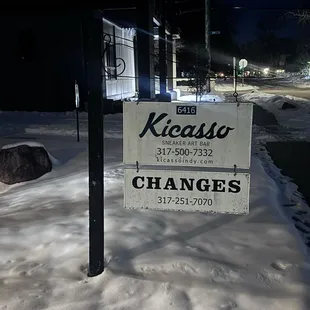 6416
Kicasso
SNEAKER ART BAR
317-500-7332
kicassoindy.com
CHANGES
317-251-7070